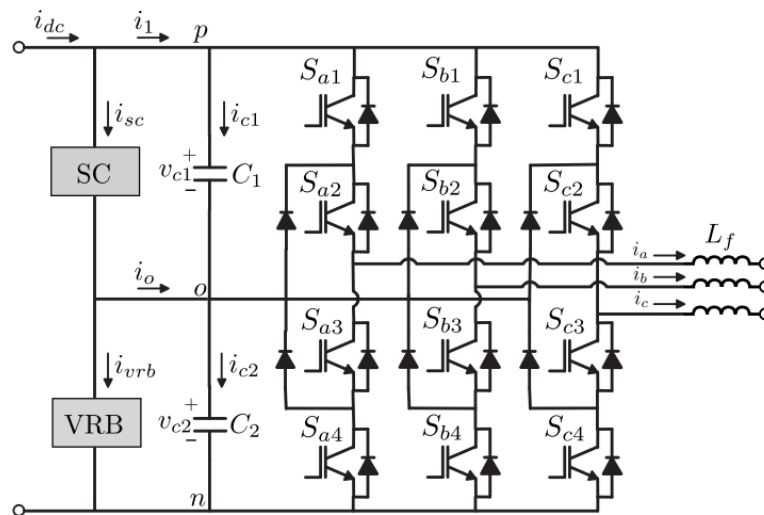 i_dc i_1 p
S_a1 S_b1 S_c1
i_sc i_c1
SC + v_c1 − C_1
S_a2 S_b2 S_c2
i_a L_f
i_o o i_b
i_c
S_a3 S_b3 S_c3
i_vrb i_c2
VRB + v_c2 − C_2
S_a4 S_b4 S_c4
n